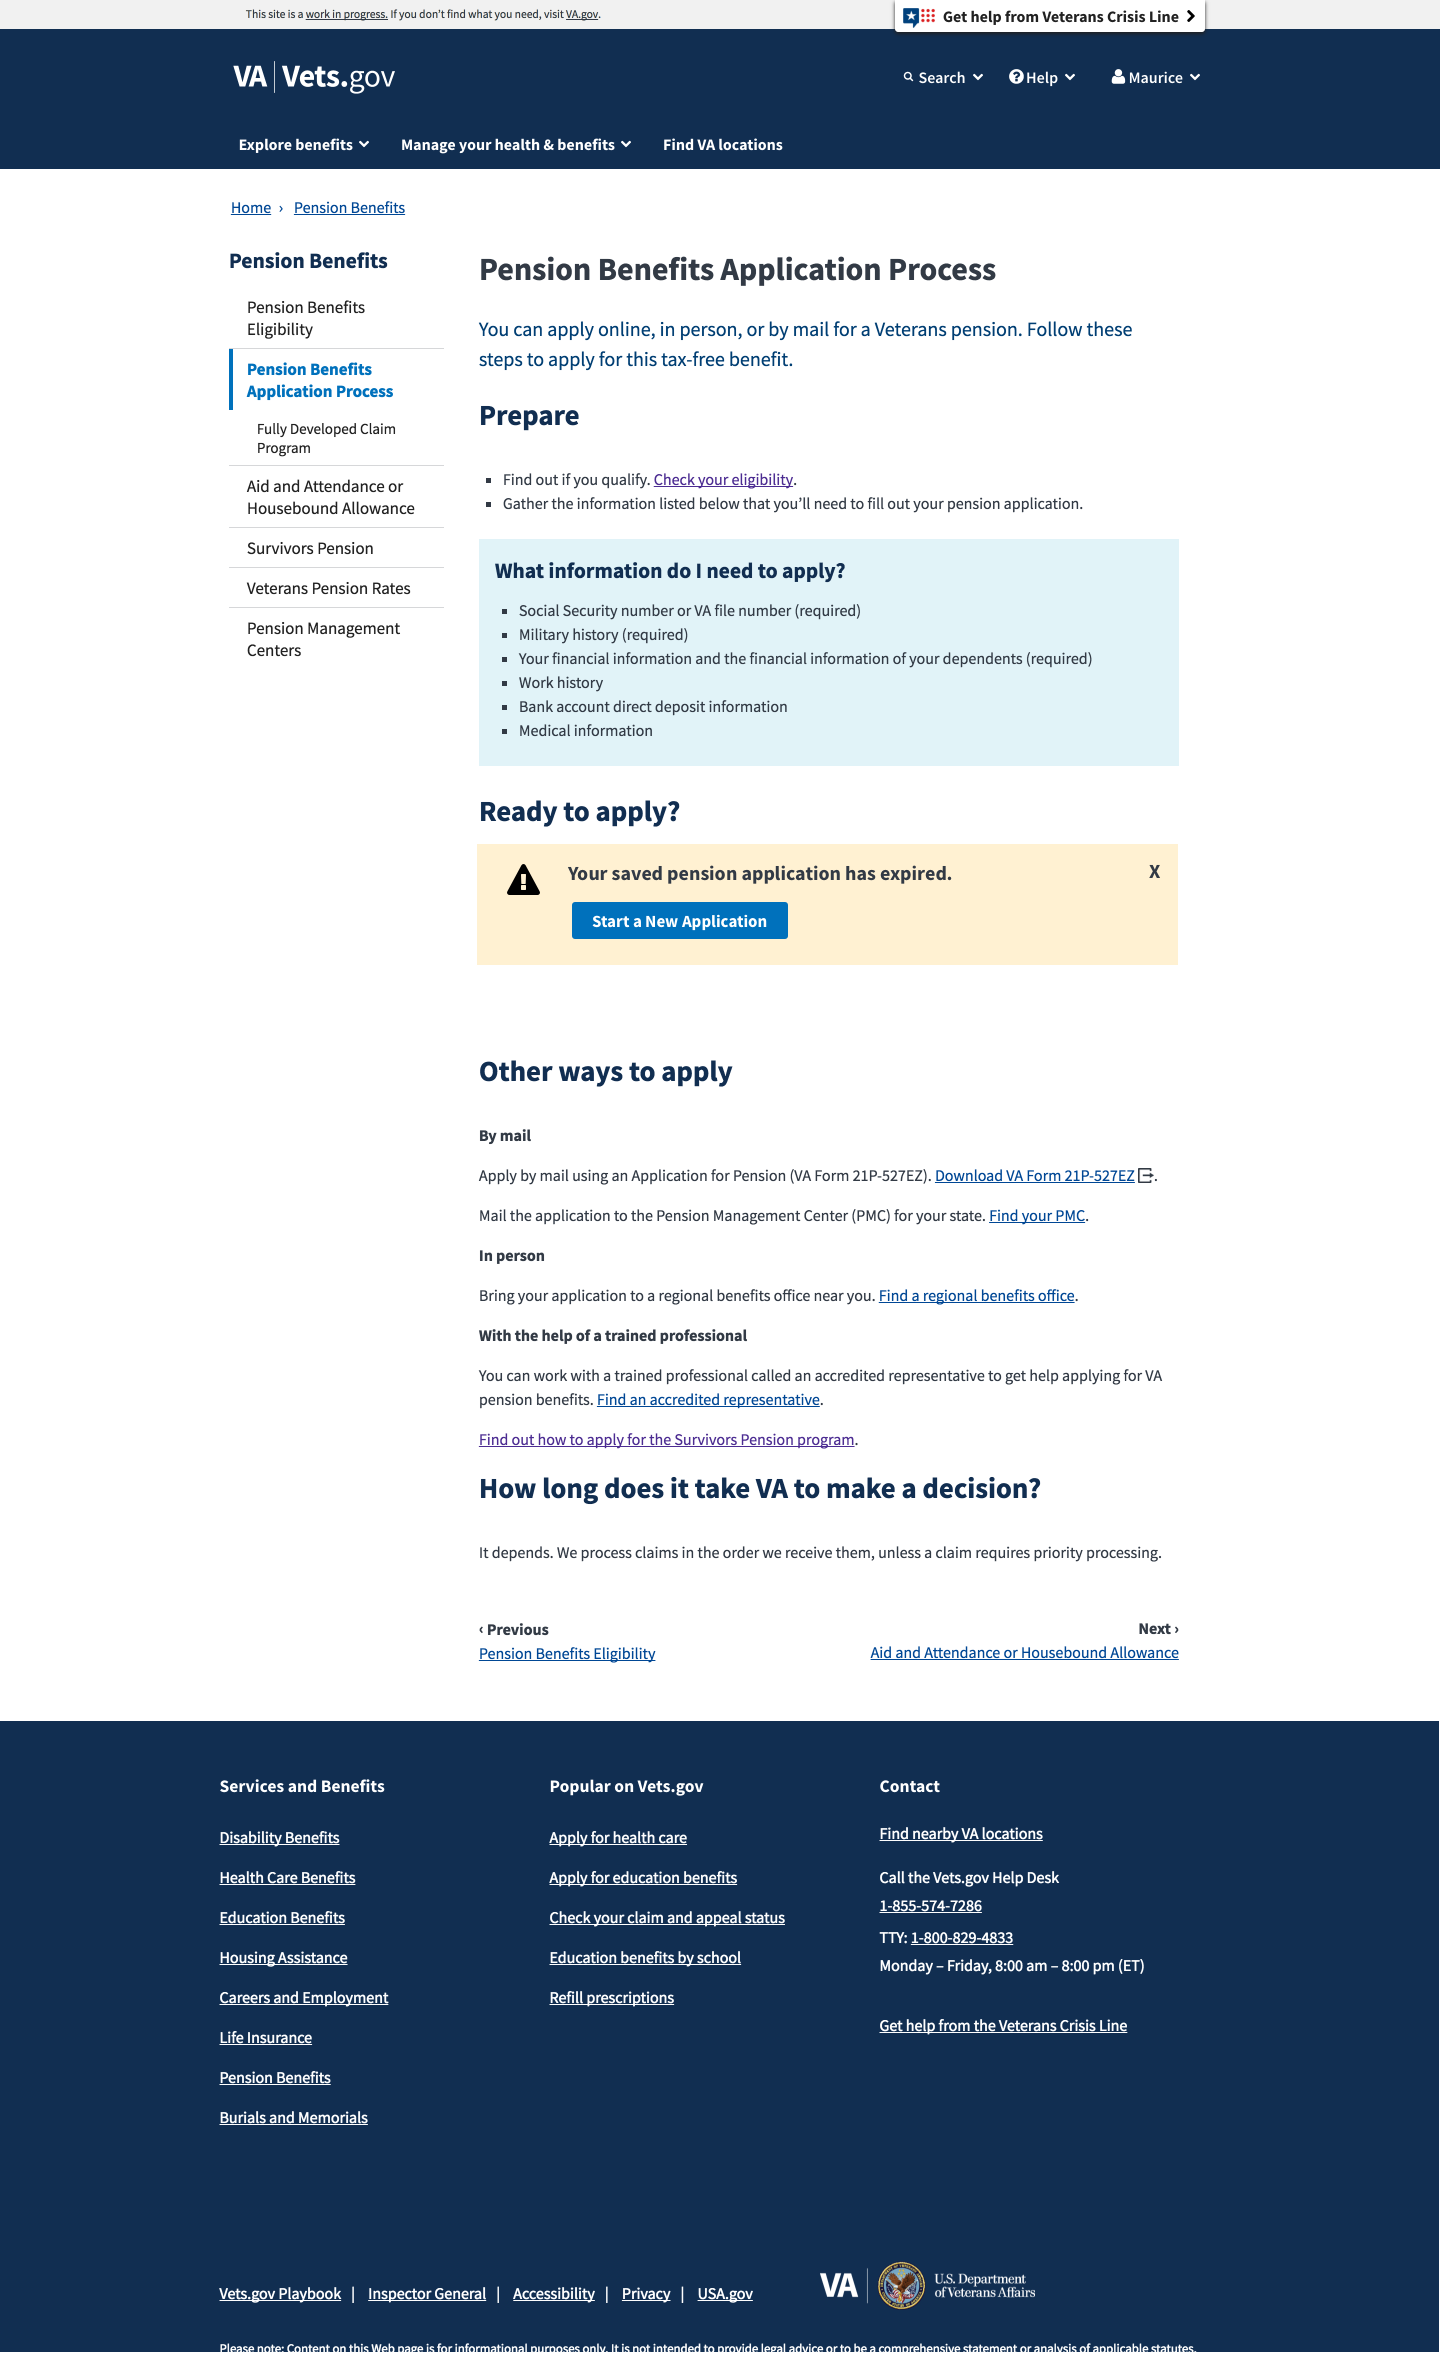 This site is a work in progress. If you don't find what you need, visit VA.gov.
Get help from Veterans Crisis Line
VA | Vets.gov
Search
Help
Maurice
Explore benefits
Manage your health & benefits
Find VA locations
Home › Pension Benefits
Pension Benefits
Pension Benefits
Eligibility
Pension Benefits
Application Process
Fully Developed Claim
Program
Aid and Attendance or
Housebound Allowance
Survivors Pension
Veterans Pension Rates
Pension Management
Centers
Pension Benefits Application Process
You can apply online, in person, or by mail for a Veterans pension. Follow these
steps to apply for this tax-free benefit.
Prepare
Find out if you qualify. Check your eligibility.
Gather the information listed below that you'll need to fill out your pension application.
What information do I need to apply?
Social Security number or VA file number (required)
Military history (required)
Your financial information and the financial information of your dependents (required)
Work history
Bank account direct deposit information
Medical information
Ready to apply?
Your saved pension application has expired.
X
Start a New Application
Other ways to apply
By mail
Apply by mail using an Application for Pension (VA Form 21P-527EZ). Download VA Form 21P-527EZ.
Mail the application to the Pension Management Center (PMC) for your state. Find your PMC.
In person
Bring your application to a regional benefits office near you. Find a regional benefits office.
With the help of a trained professional
You can work with a trained professional called an accredited representative to get help applying for VA
pension benefits. Find an accredited representative.
Find out how to apply for the Survivors Pension program.
How long does it take VA to make a decision?
It depends. We process claims in the order we receive them, unless a claim requires priority processing.
‹ Previous
Pension Benefits Eligibility
Next ›
Aid and Attendance or Housebound Allowance
Services and Benefits
Disability Benefits
Health Care Benefits
Education Benefits
Housing Assistance
Careers and Employment
Life Insurance
Pension Benefits
Burials and Memorials
Popular on Vets.gov
Apply for health care
Apply for education benefits
Check your claim and appeal status
Education benefits by school
Refill prescriptions
Contact
Find nearby VA locations
Call the Vets.gov Help Desk
1-855-574-7286
TTY: 1-800-829-4833
Monday – Friday, 8:00 am – 8:00 pm (ET)
Get help from the Veterans Crisis Line
Vets.gov Playbook | Inspector General | Accessibility | Privacy | USA.gov
VA
U.S. Department
of Veterans Affairs
Please note: Content on this Web page is for informational purposes only. It is not intended to provide legal advice or to be a comprehensive statement or analysis of applicable statutes,